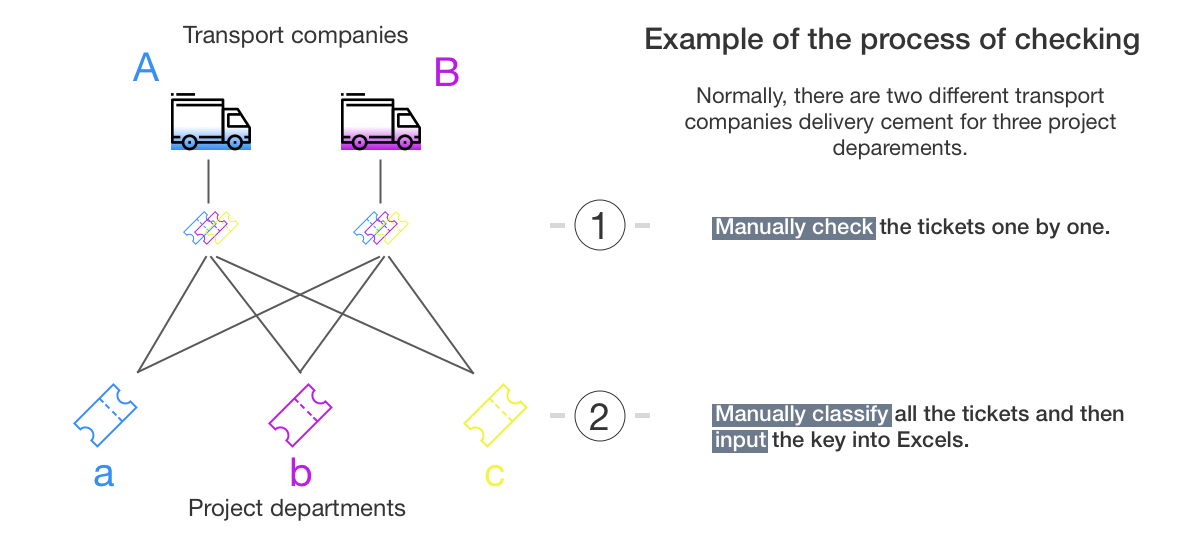 Transport companies
A
B
a
b
c
Project departments
Example of the process of checking
Normally, there are two different transport
companies delivery cement for three project
deparements.
1
Manually check the tickets one by one.
2
Manually classify all the tickets and then
input the key into Excels.